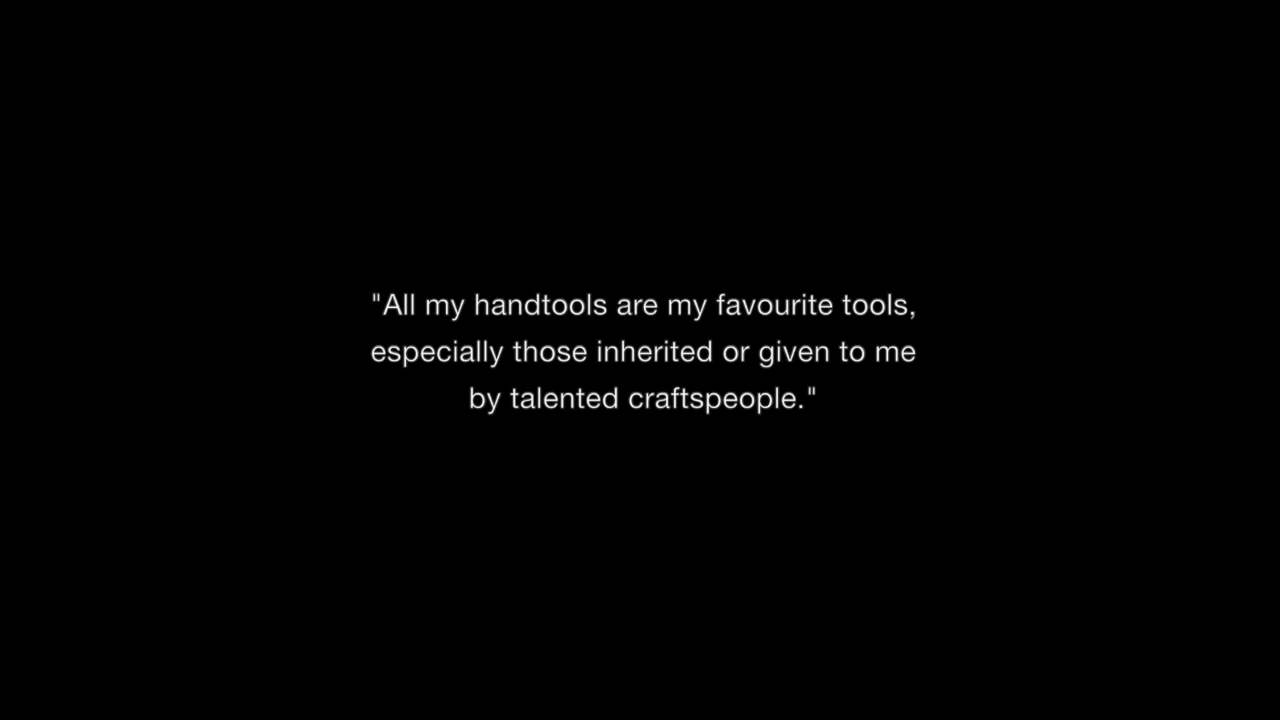 "All my handtools are my favourite tools,
especially those inherited or given to me
by talented craftspeople."